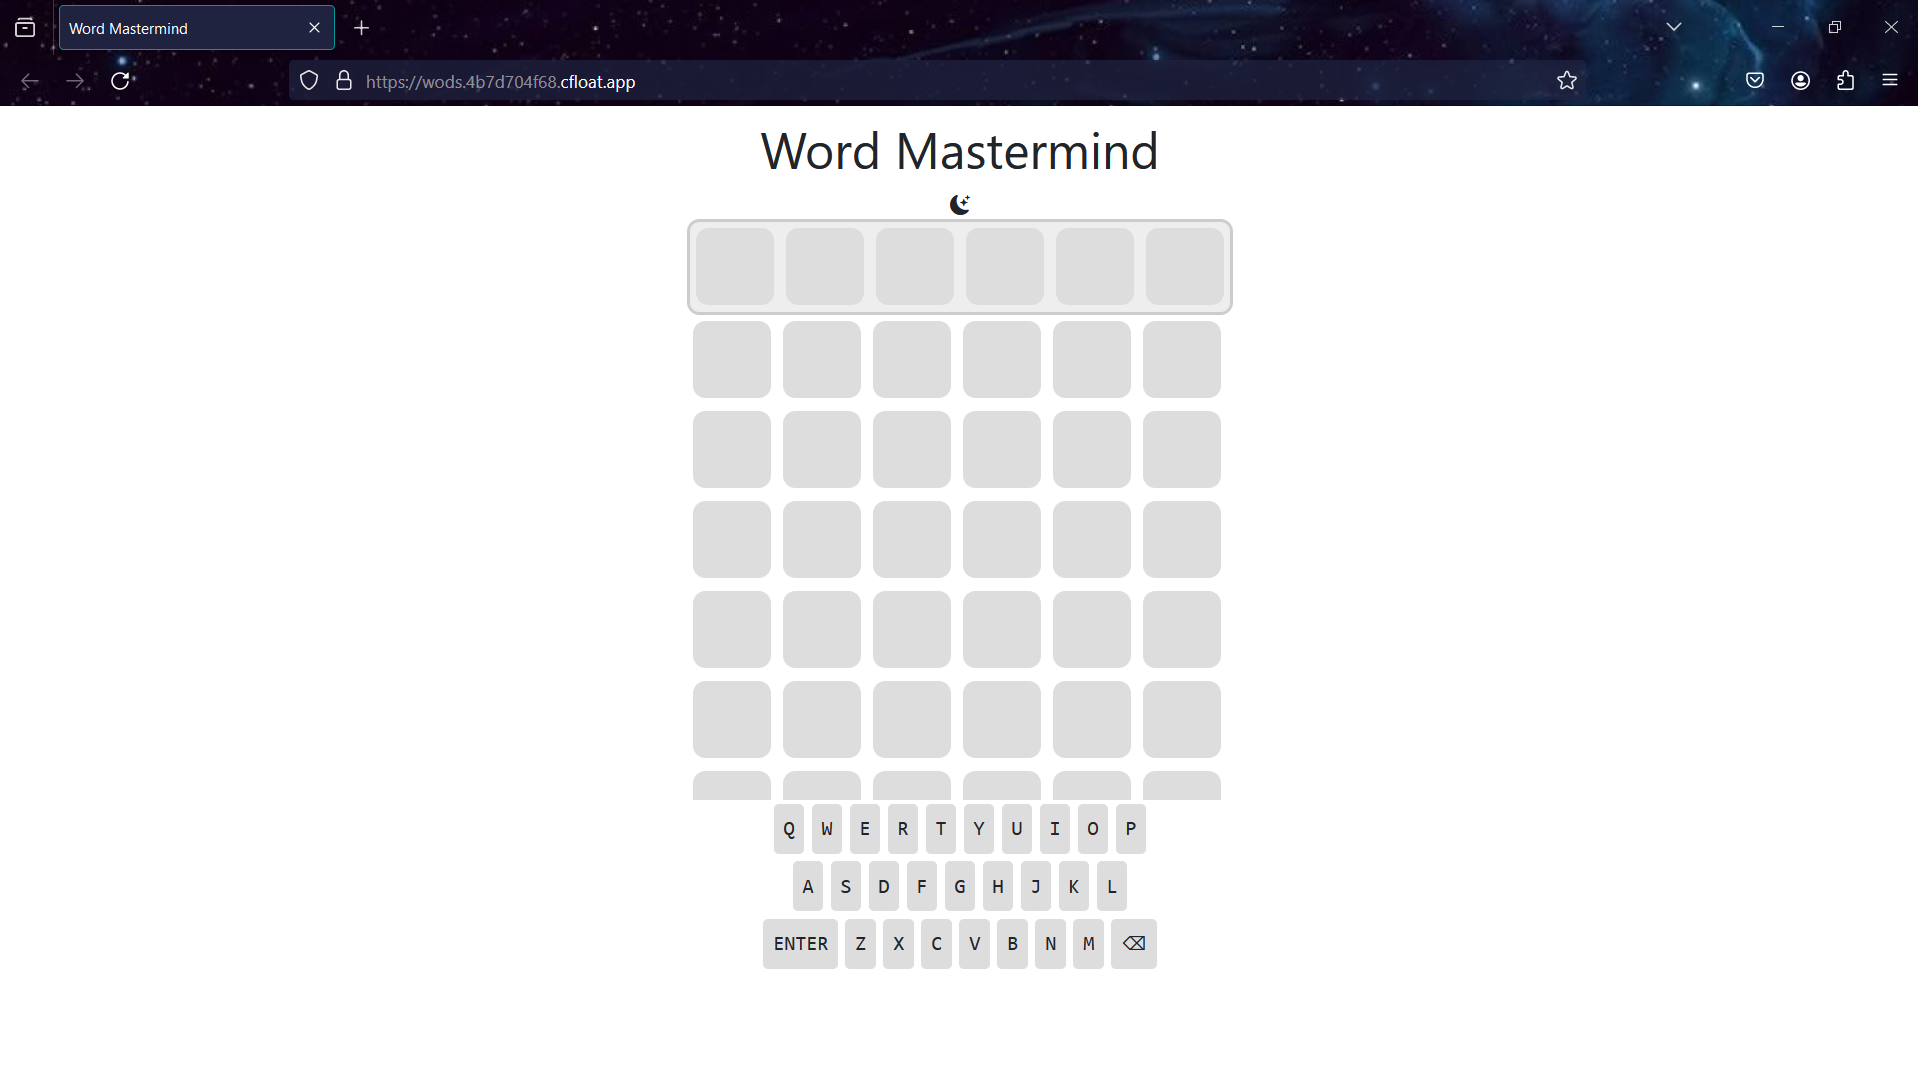 Word Mastermind
https://wods.4b7d704f68.cfloat.app
Word Mastermind
Q W E R T Y U I O P
A S D F G H J K L
ENTER Z X C V B N M ⌫